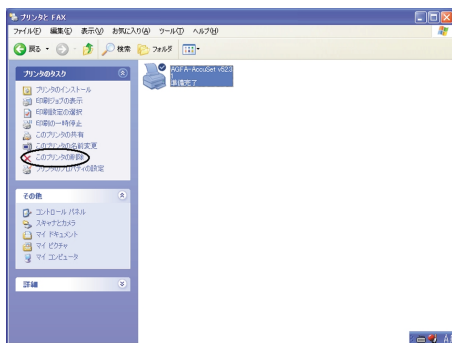 プリンタと FAX
ファイル(F) 編集(E) 表示(V) お気に入り(A) ツール(T) ヘルプ(H)
戻る 検索 フォルダ
プリンタのタスク
プリンタのインストール
印刷ジョブの表示
印刷設定の選択
印刷の一時停止
このプリンタの共有
このプリンタの名前変更
このプリンタの削除
プリンタのプロパティの設定
その他
コントロール パネル
スキャナとカメラ
マイ ドキュメント
マイ ピクチャ
マイ コンピュータ
詳細
AGFA-AccuSet v52.3
1
準備完了